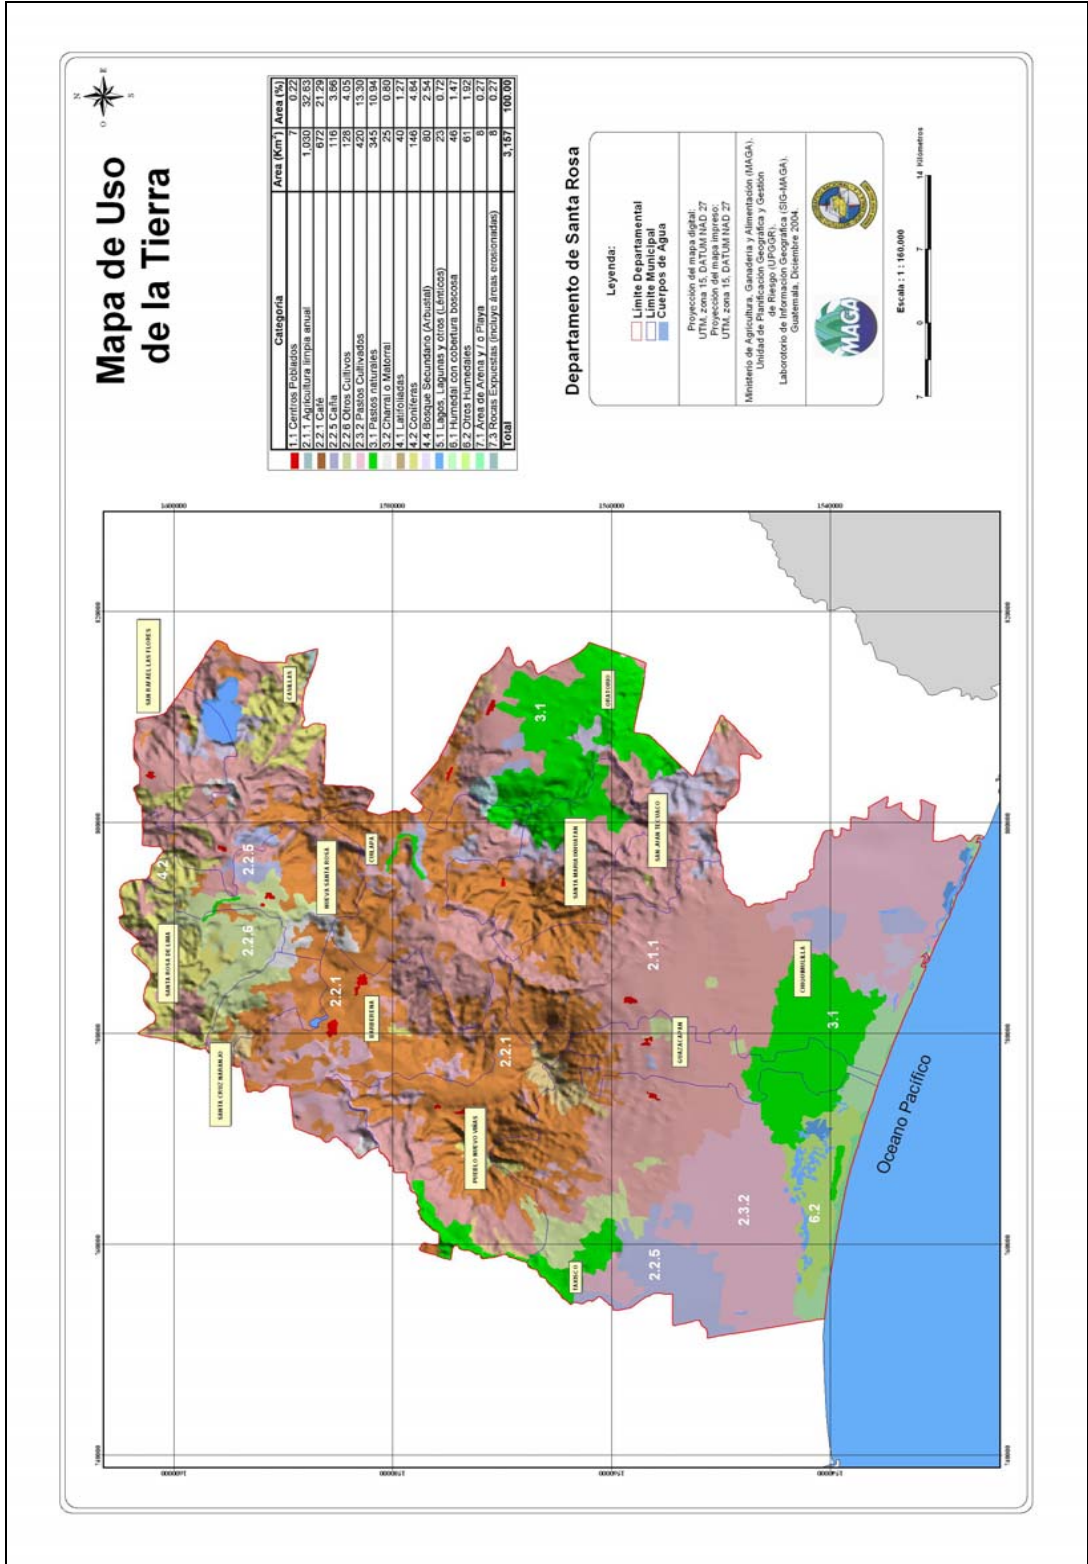 Mapa de Uso
de la Tierra
N
E
S
O
Categoría Area (Km²) Area (%)
1.1 Centros Poblados 7 0.22
2.1.1 Agricultura limpia anual 1,030 32.63
2.2.1 Café 672 21.29
2.2.5 Caña 116 3.66
2.2.6 Otros Cultivos 128 4.05
2.3.2 Pastos Cultivados 420 13.30
3.1 Pastos naturales 345 10.94
3.2 Charral o Matorral 25 0.80
4.1 Latifoliadas 40 1.27
4.2 Coníferas 146 4.64
4.4 Bosque Secundario (Arbustal) 80 2.54
5.1 Lagos, Lagunas y otros (Lénticos) 23 0.72
6.1 Humedal con cobertura boscosa 46 1.47
6.2 Otros Humedales 61 1.92
7.1 Área de Arena y / o Playa 8 0.27
7.3 Rocas Expuestas (incluye áreas erosionadas) 8 0.27
Total 3,157 100.00
Departamento de Santa Rosa
Leyenda:
Límite Departamental
Límite Municipal
Cuerpos de Agua
Proyección del mapa digital:
UTM, zona 15, DATUM NAD 27
Proyección del mapa impreso:
UTM, zona 15, DATUM NAD 27
Ministerio de Agricultura, Ganadería y Alimentación (MAGA).
Unidad de Planificación Geográfica y Gestión
de Riesgo (UPGGR).
Laboratorio de Información Geográfica (SIG-MAGA).
Guatemala, Diciembre 2004.
MAGA
Escala : 1 : 160,000
7 0 7 14 Kilómetros
SAN RAFAEL LAS FLORES
CASILLAS
SANTA ROSA DE LIMA
4.2
2.2.5
2.2.6
SANTA CRUZ NARANJO
NUEVA SANTA ROSA
2.2.1
BARBERENA
CUILAPA
3.1
ORATORIO
2.2.1
PUEBLO NUEVO VIÑAS
SANTA MARIA IXHUATAN
SAN JUAN TECUACO
2.1.1
GUAZACAPAN
TAXISCO
2.2.5
2.3.2
CHIQUIMULILLA
3.1
6.2
Oceano Pacífico